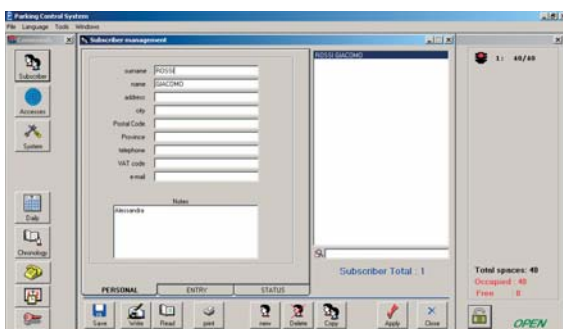 Parking Control System
File Language Tools Windows
Subscriber management
Subscriber
Accesses
System
Daily
Chronology
surname ROSSI
name GIACOMO
address
city
Postal Code
Province
telephone
VAT code
e-mail
Notes
Alessandro
PERSONAL ENTRY STATUS
ROSSI GIACOMO
Subscriber Total : 1
Save Write Read print new Delete Copy Apply Close
1: 40/40
Total spaces: 40
Occupied : 40
Free : 0
OPEN